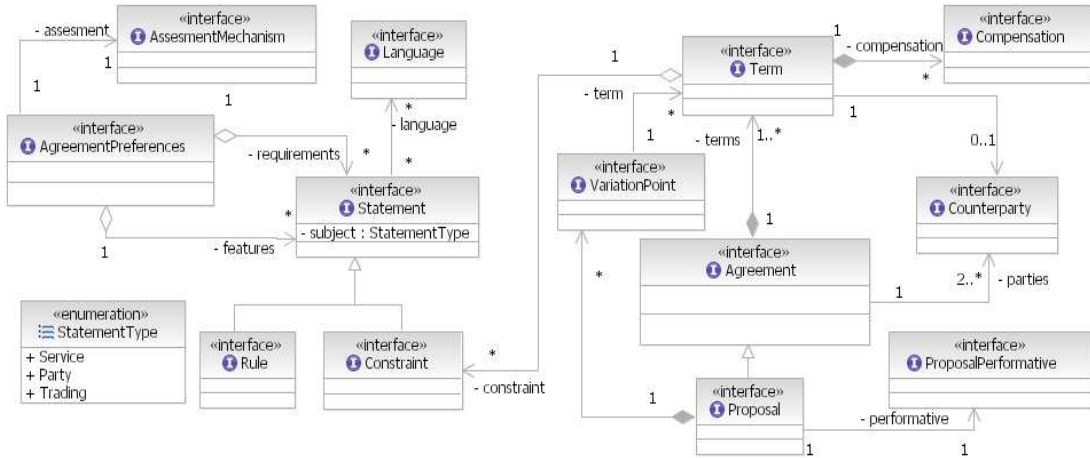 «interface»
AssesmentMechanism
- assesment
1
1
«interface»
Language
*
- language
*
1
«interface»
AgreementPreferences
- requirements
*
«interface»
Statement
- subject : StatementType
*
- features
1
«enumeration»
StatementType
+ Service
+ Party
+ Trading
«interface»
Rule
«interface»
Constraint
*
- constraint
1
«interface»
Term
1
- compensation
*
«interface»
Compensation
- term
*
1
- terms
1..*
1
0..1
«interface»
VariationPoint
*
«interface»
Counterparty
1
«interface»
Agreement
1
2..*
- parties
«interface»
Proposal
1
- performative
1
1
«interface»
ProposalPerformative